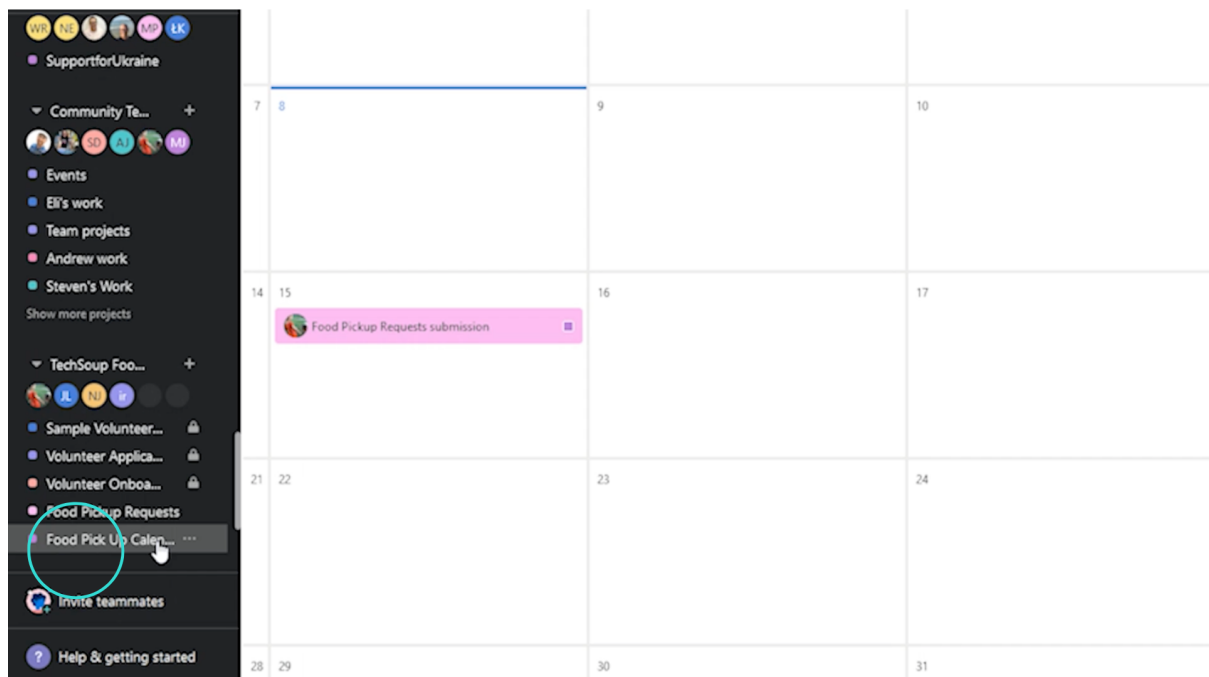 WR NE MP ŁK
SupportforUkraine
Community Te... +
SD AJ MJ
Events
Eli's work
Team projects
Andrew work
Steven's Work
Show more projects
TechSoup Foo... +
JL NJ ir
Sample Volunteer...
Volunteer Applica...
Volunteer Onboa...
Food Pickup Requests
Food Pick Up Calen... ...
Invite teammates
? Help & getting started
7 8 9 10
14 15 16 17
Food Pickup Requests submission
21 22 23 24
28 29 30 31